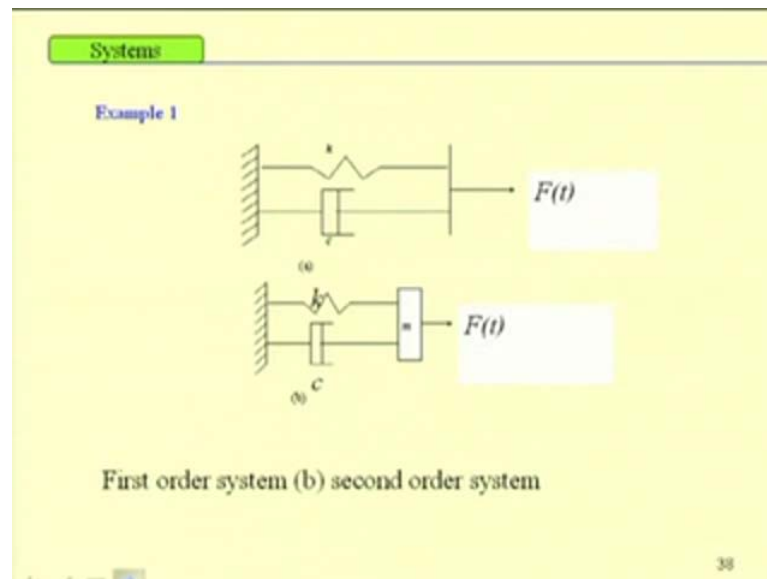 Systems
Example 1
k
F(t)
c
(a)
k
m
F(t)
C
(b)
First order system (b) second order system
38